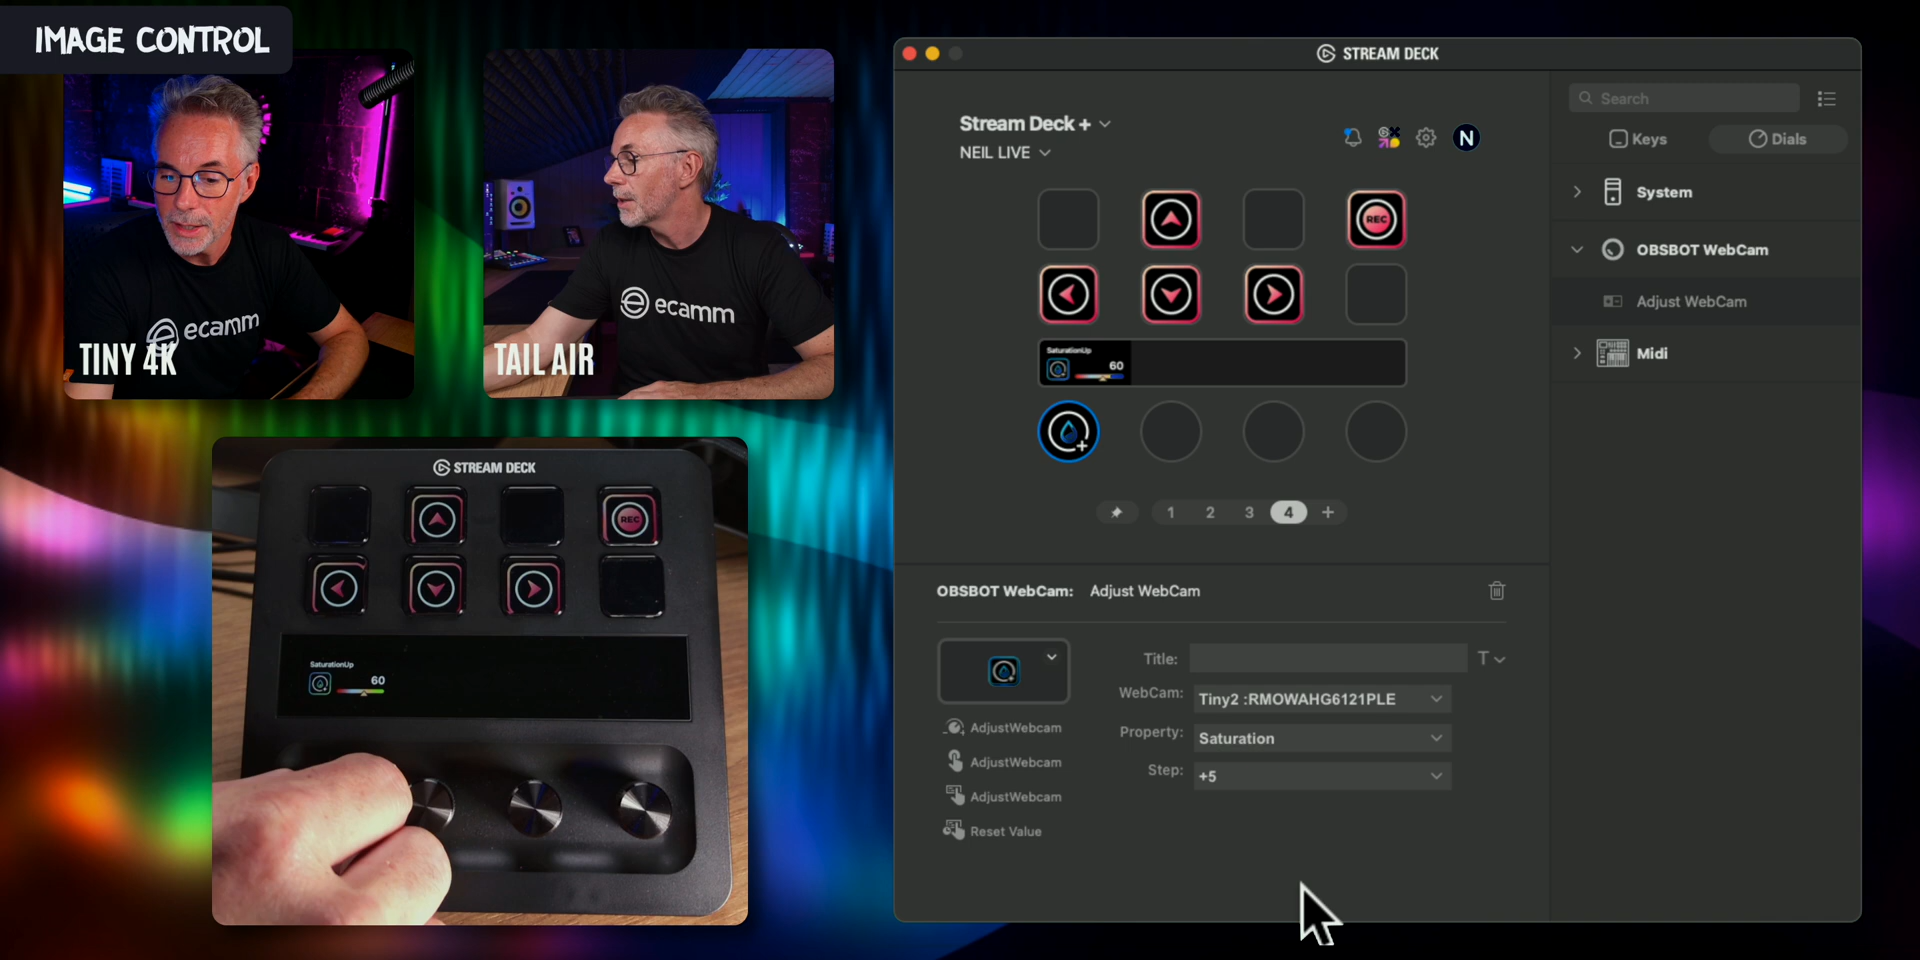 IMAGE CONTROL
ecamm
TINY 4K
ecamm
TAIL AIR
STREAM DECK
REC
SaturationUp
60
STREAM DECK
Stream Deck +
NEIL LIVE
N
REC
SaturationUp
60
1 2 3 4 +
OBSBOT WebCam: Adjust WebCam
Title: T
WebCam: Tiny2 :RMOWAHG6121PLE
Property: Saturation
Step: +5
AdjustWebcam
AdjustWebcam
AdjustWebcam
Reset Value
Search
Keys Dials
System
OBSBOT WebCam
Adjust WebCam
Midi